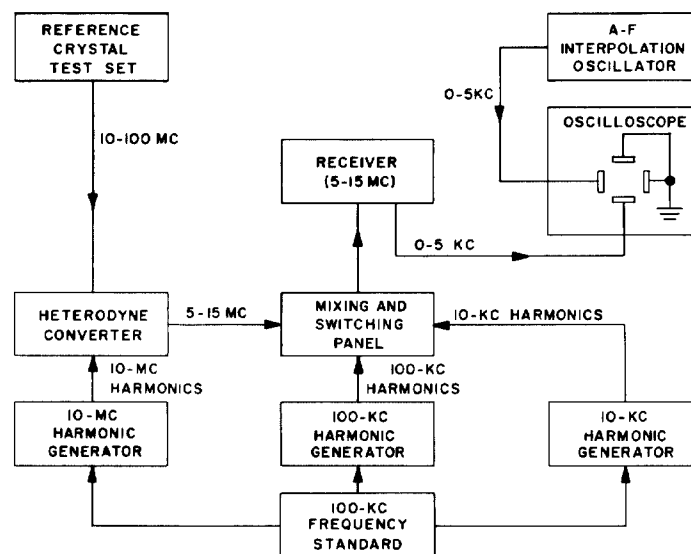 REFERENCE
CRYSTAL
TEST SET
A-F
INTERPOLATION
OSCILLATOR
0-5KC
10-100 MC
OSCILLOSCOPE
RECEIVER
(5-15 MC)
0-5 KC
HETERODYNE
CONVERTER
5-15 MC
MIXING AND
SWITCHING
PANEL
10-KC HARMONICS
10-MC
HARMONICS
100-KC
HARMONICS
10-MC
HARMONIC
GENERATOR
100-KC
HARMONIC
GENERATOR
10-KC
HARMONIC
GENERATOR
100-KC
FREQUENCY
STANDARD